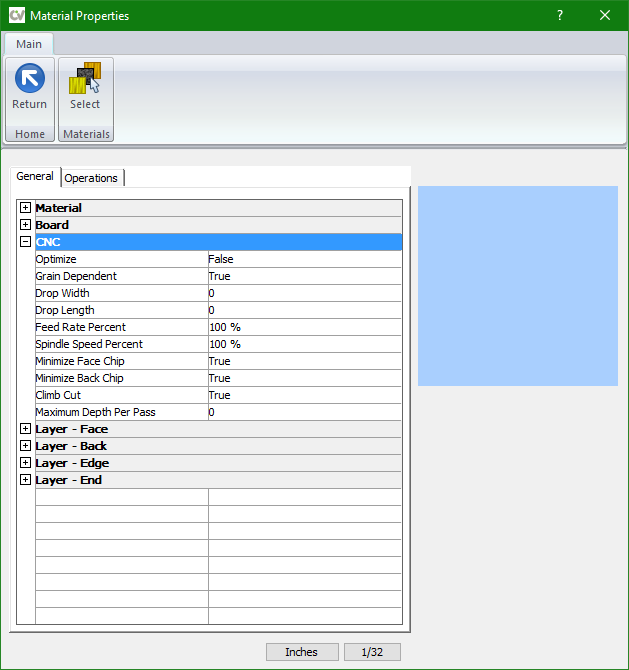 CV Material Properties ?
Main
Return Select
Home Materials
General Operations
Material
Board
CNC
Optimize False
Grain Dependent True
Drop Width 0
Drop Length 0
Feed Rate Percent 100 %
Spindle Speed Percent 100 %
Minimize Face Chip True
Minimize Back Chip True
Climb Cut True
Maximum Depth Per Pass 0
Layer - Face
Layer - Back
Layer - Edge
Layer - End
Inches 1/32